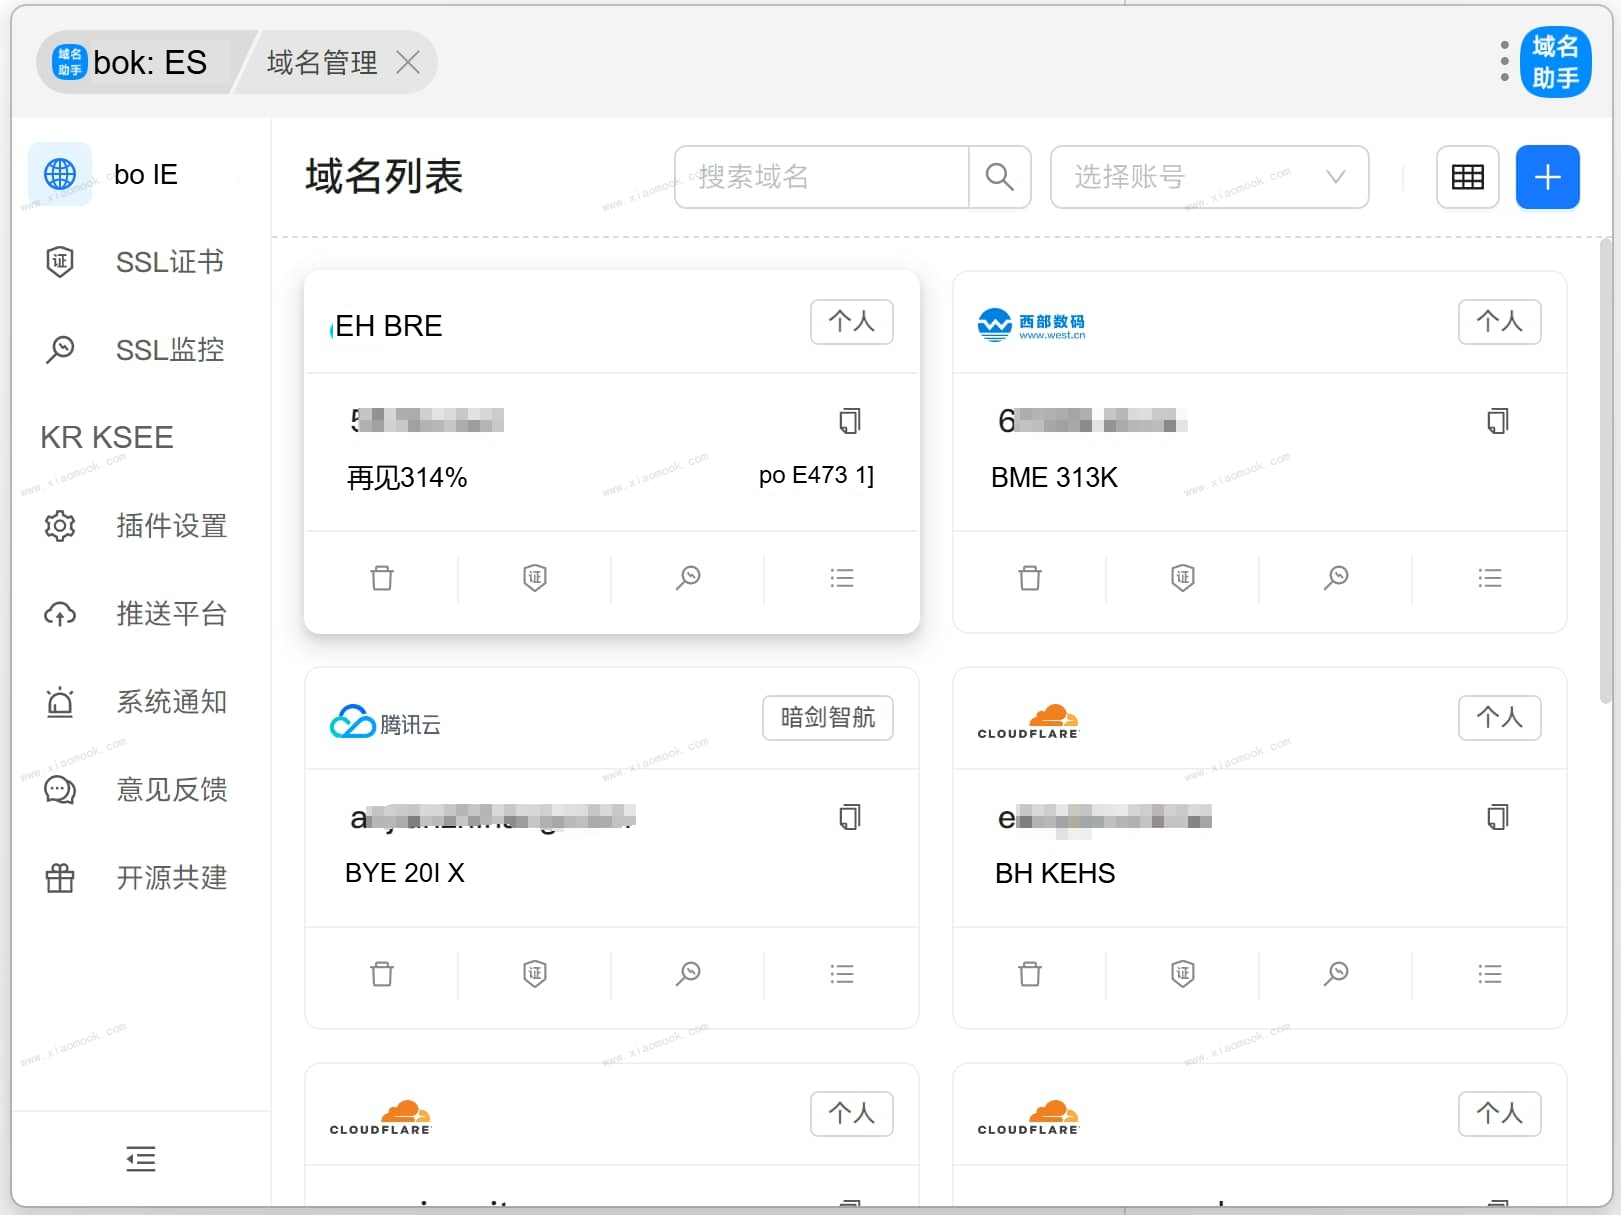 域名
助手
bok: ES
域名管理
域名
助手
bo IE
SSL证书
SSL监控
KR KSEE
插件设置
推送平台
系统通知
意见反馈
开源共建
域名列表
搜索域名
选择账号
EH BRE
个人
再见314%
po E473 1]
西部数码
www.west.cn
个人
6
BME 313K
腾讯云
暗剑智航
BYE 20I X
CLOUDFLARE
个人
e
BH KEHS
CLOUDFLARE
个人
CLOUDFLARE
个人
证
www.xiaomook.com